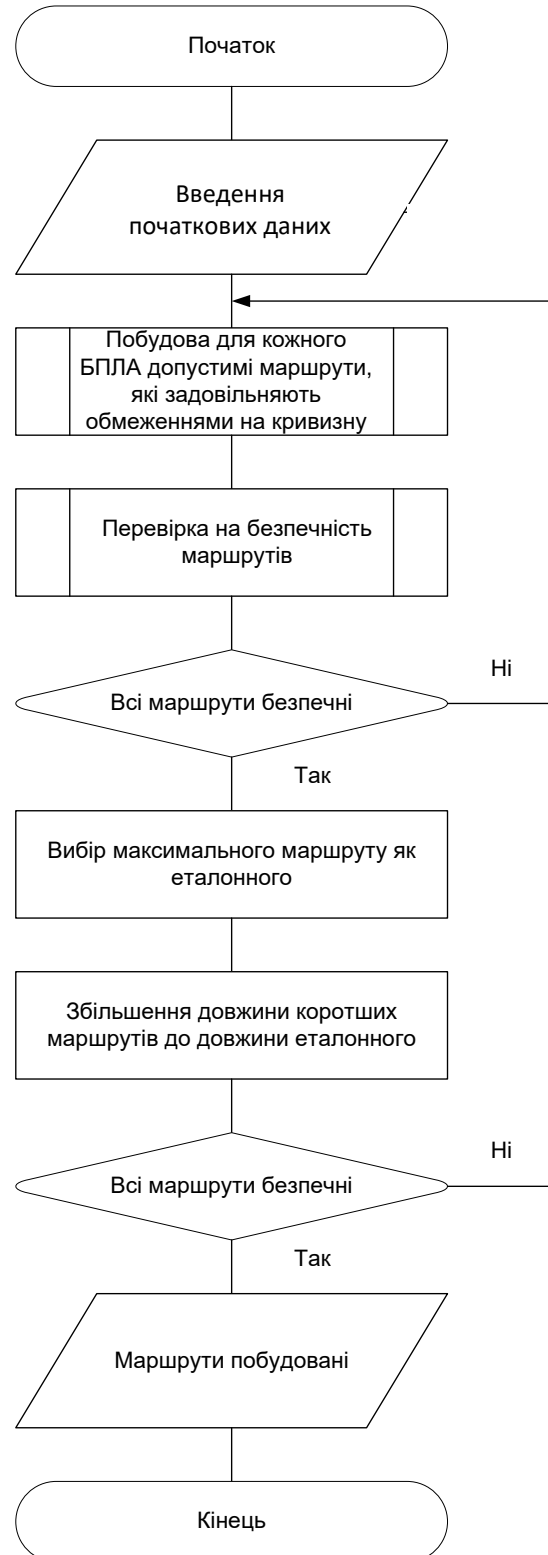 Початок
Введення
початкових даних
Побудова для кожного
БПЛА допустимі маршрути,
які задовільняють
обмеженнями на кривизну
Перевірка на безпечність
маршрутів
Всі маршрути безпечні
Ні
Так
Вибір максимального маршруту як
еталонного
Збільшення довжини коротших
маршрутів до довжини еталонного
Всі маршрути безпечні
Ні
Так
Маршрути побудовані
Кінець